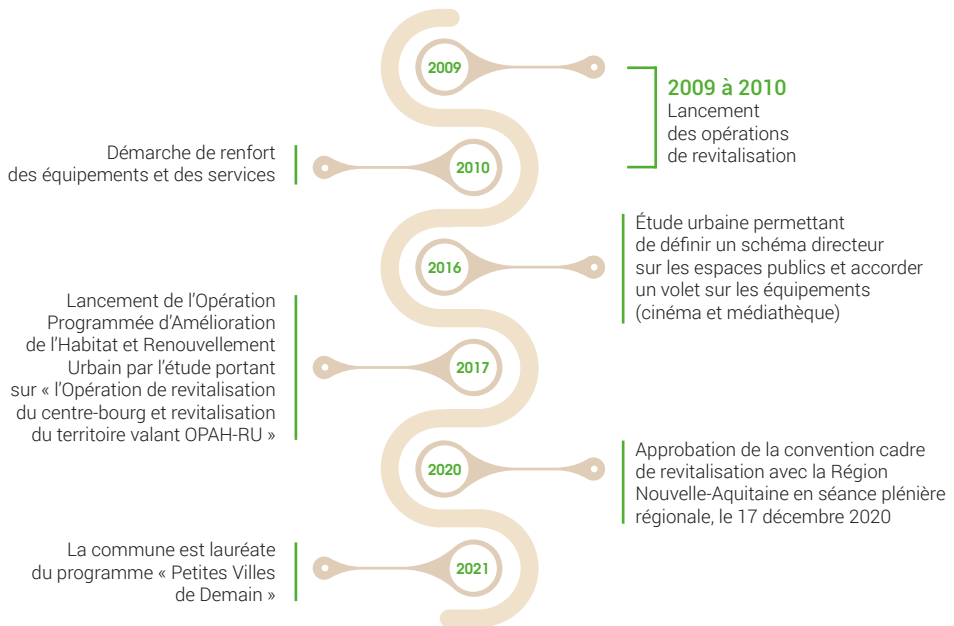 2009
2009 à 2010
Lancement
des opérations
de revitalisation
Démarche de renfort
des équipements et des services
2010
2016
Étude urbaine permettant
de définir un schéma directeur
sur les espaces publics et accorder
un volet sur les équipements
(cinéma et médiathèque)
Lancement de l'Opération
Programmée d'Amélioration
de l'Habitat et Renouvellement
Urbain par l'étude portant
sur « l'Opération de revitalisation
du centre-bourg et revitalisation
du territoire valant OPAH-RU »
2017
2020
Approbation de la convention cadre
de revitalisation avec la Région
Nouvelle-Aquitaine en séance plénière
régionale, le 17 décembre 2020
La commune est lauréate
du programme « Petites Villes
de Demain »
2021